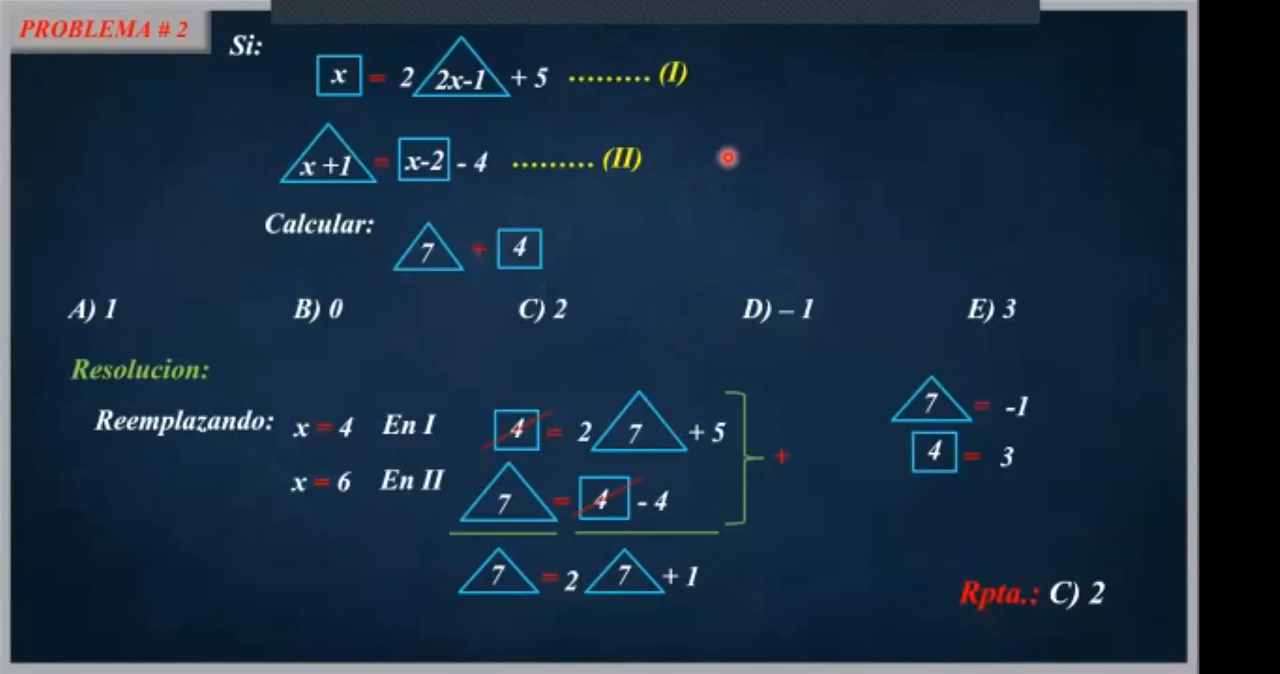 PROBLEMA # 2
Si:
x = 2 2x-1 + 5 ......... (I)
x +1 = x-2 - 4 ......... (II)
Calcular:
7 + 4
A) 1 B) 0 C) 2 D) – 1 E) 3
Resolucion:
Reemplazando: x = 4 En I 4 = 2 7 + 5
x = 6 En II 7 = 4 - 4
+
7 = 2 7 + 1
7 = -1
4 = 3
Rpta.: C) 2